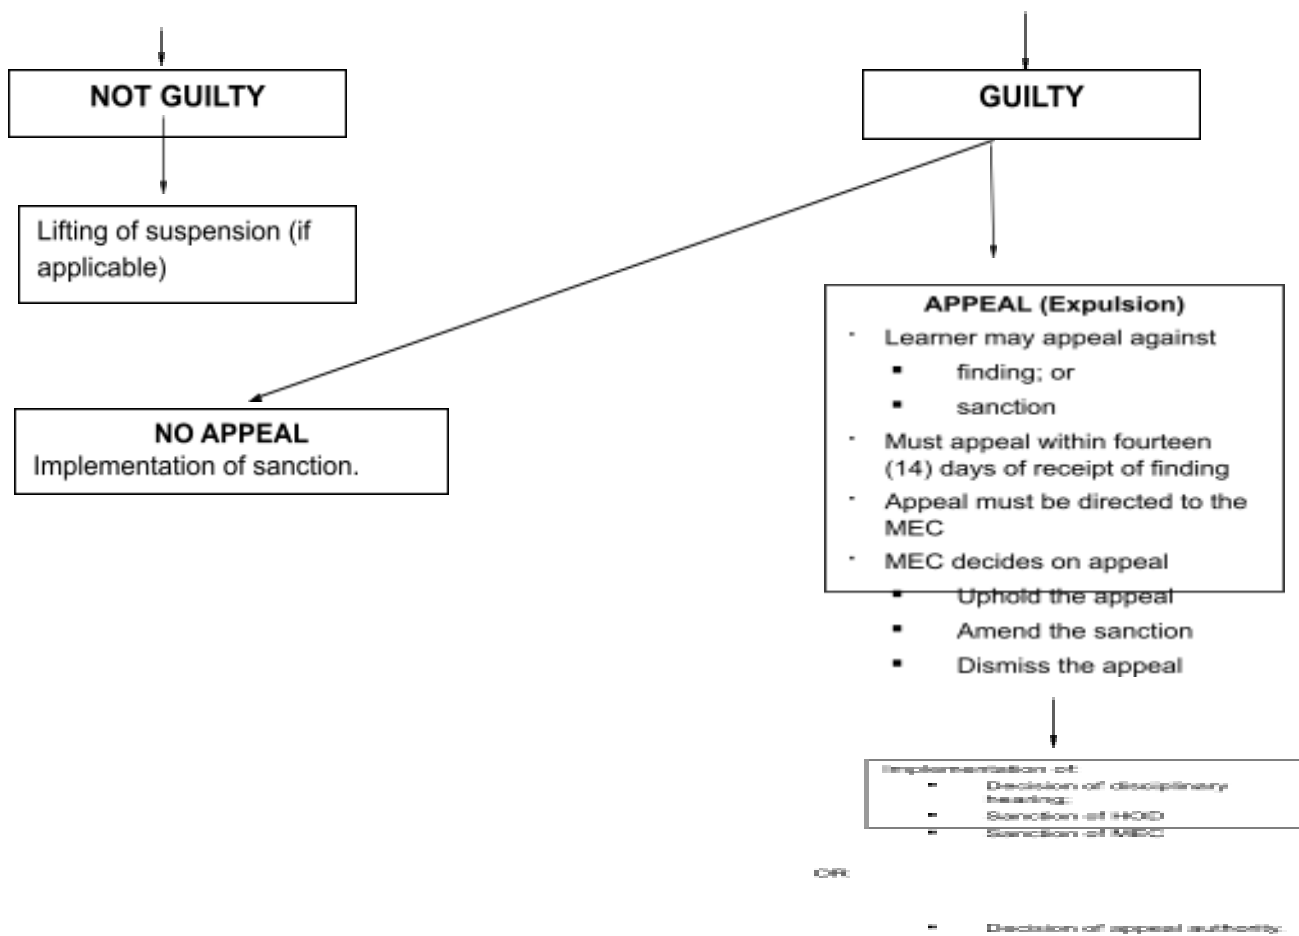 NOT GUILTY
GUILTY
Lifting of suspension (if
applicable)
APPEAL (Expulsion)
· Learner may appeal against
▪ finding; or
▪ sanction
· Must appeal within fourteen
(14) days of receipt of finding
· Appeal must be directed to the
MEC
· MEC decides on appeal
▪ Uphold the appeal
▪ Amend the sanction
▪ Dismiss the appeal
NO APPEAL
Implementation of sanction.
Implementation of:
▪ Decision of disciplinary
hearing;
▪ Sanction of HOD
▪ Sanction of MEC
OR:
▪ Decision of appeal authority.